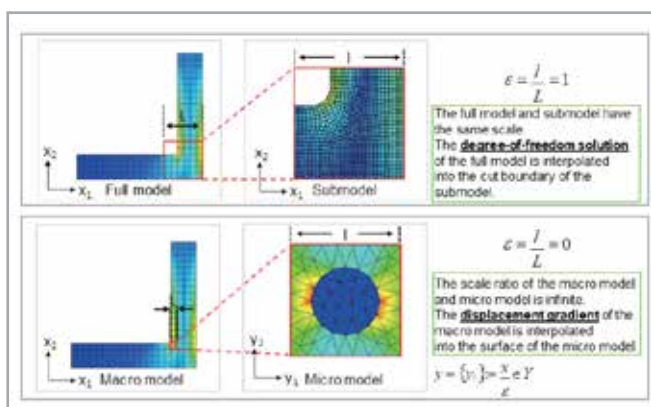 l
ε = l/L = 1
L
x₂
x₁ Full model
x₂
x₁ Submodel
The full model and submodel have
the same scale
The degree-of-freedom solution
of the full model is interpolated
into the cut boundary of the
submodel.
l
ε = l/L = 0
x₂
x₁ Macro model
y₂
y₁ Micro model
The scale ratio of the macro model
and micro model is infinite.
The displacement gradient of the
macro model is interpolated
into the surface of the micro model
y = {yᵢ} = x/ε ∈ Y